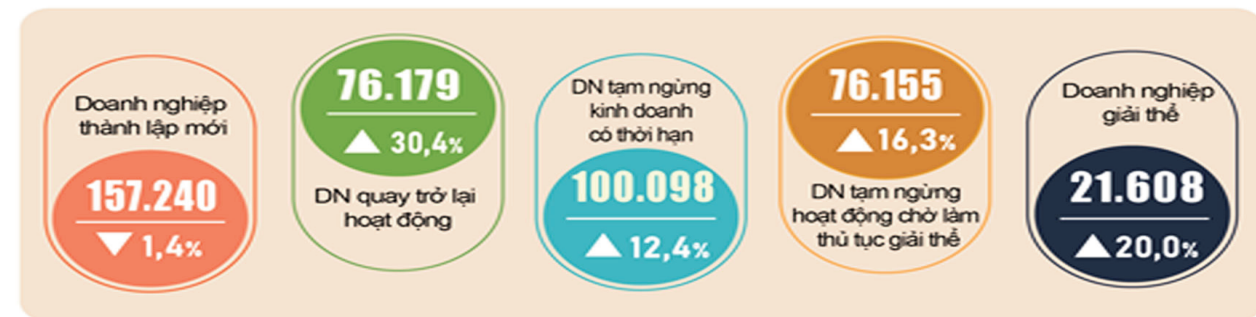 Doanh nghiệp
thành lập mới
157.240
▼ 1,4%
76.179
▲ 30,4%
DN quay trở lại
hoạt động
DN tạm ngừng
kinh doanh
có thời hạn
100.098
▲ 12,4%
76.155
▲ 16,3%
DN tạm ngừng
hoạt động chờ làm
thủ tục giải thể
Doanh nghiệp
giải thể
21.608
▲ 20,0%